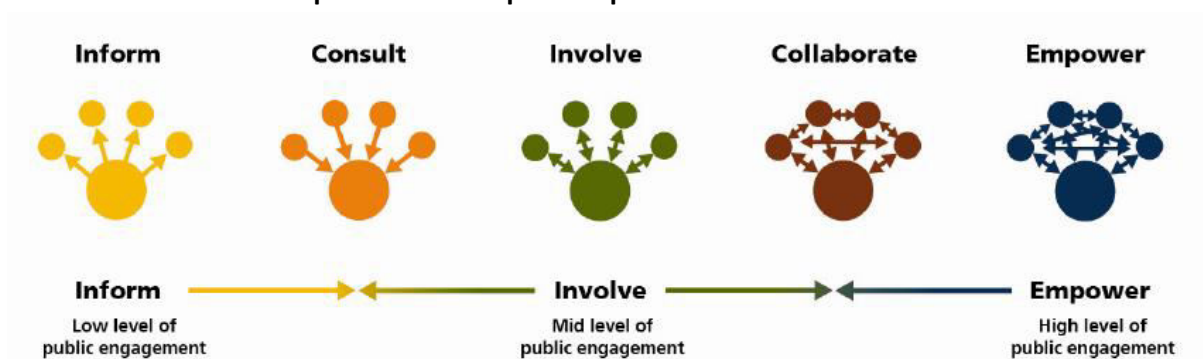 Inform Consult Involve Collaborate Empower
Inform Involve Empower
Low level of Mid level of High level of
public engagement public engagement public engagement